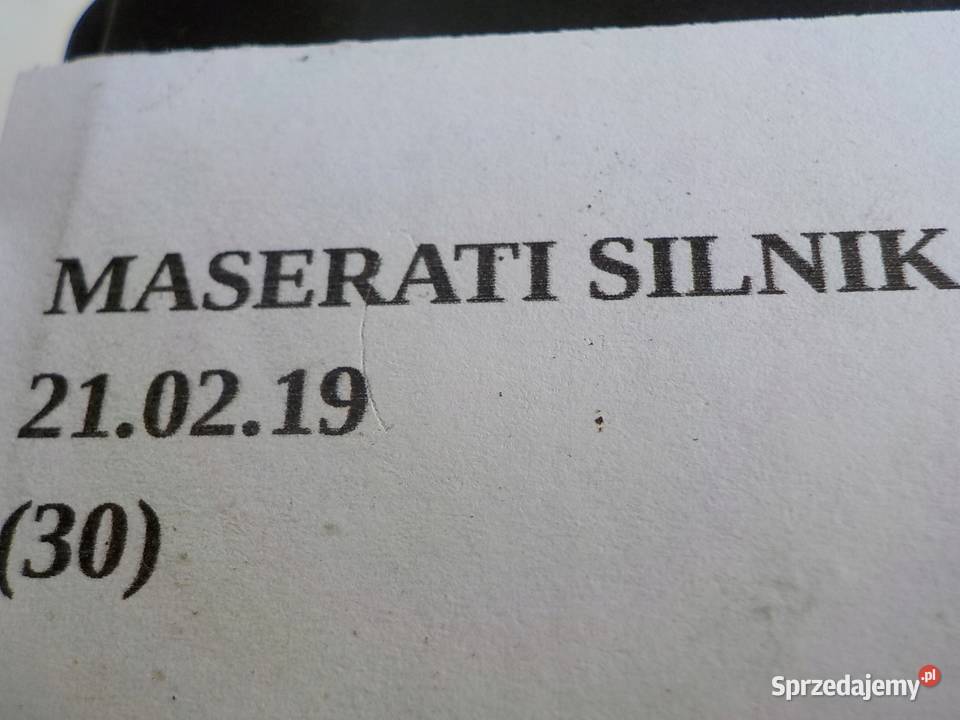 MASERATI SILNIK
21.02.19
(30)
Sprzedajemy.pl